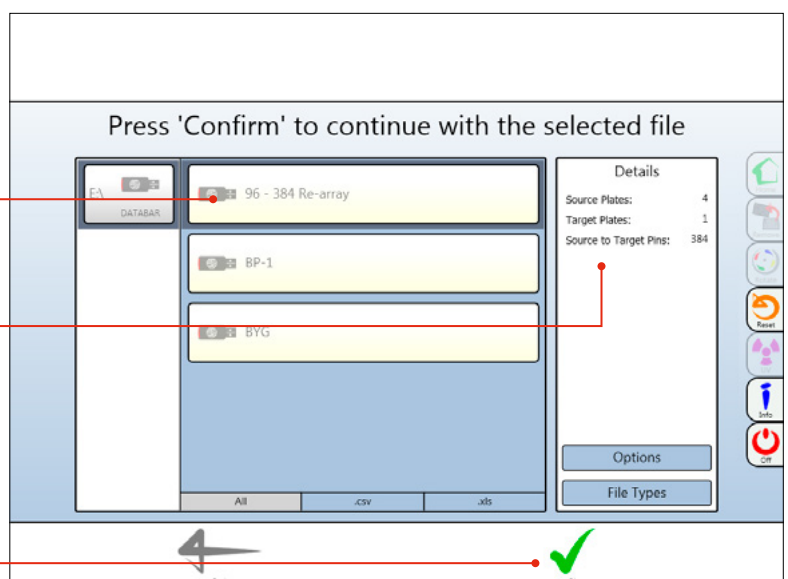 Press 'Confirm' to continue with the selected file
E:\
DATABAR
96 - 384 Re-array
BP-1
BYG
All
.csv
.xls
Details
Source Plates: 4
Target Plates: 1
Source to Target Pins: 384
Options
File Types
Reset
Info
Off